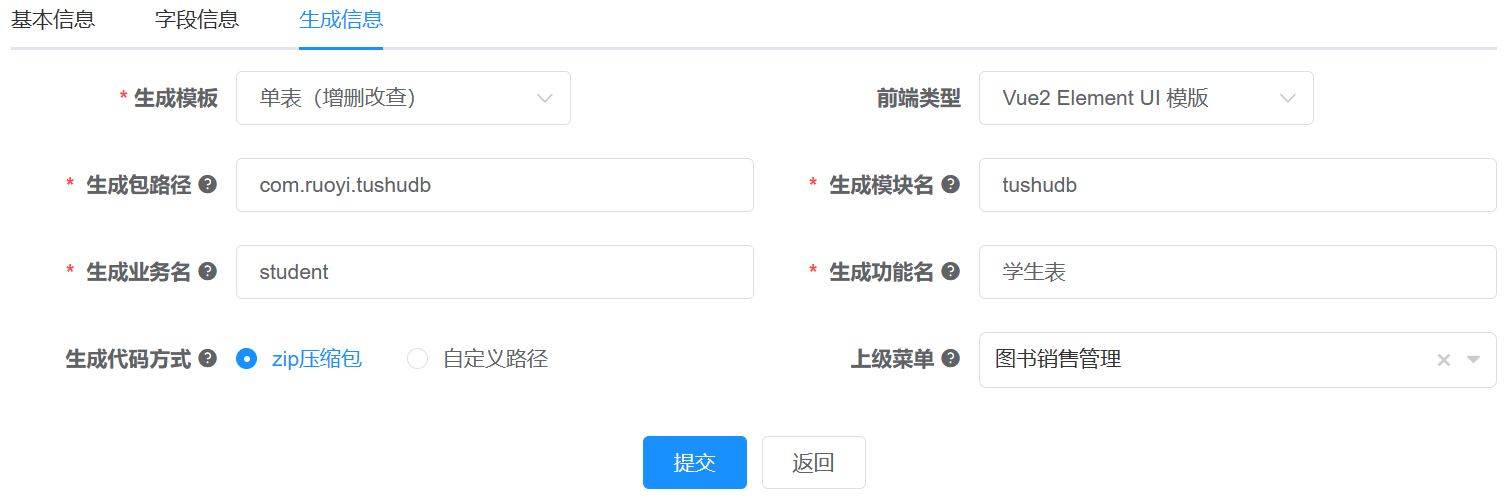 基本信息 字段信息 生成信息
* 生成模板 单表（增删改查） 前端类型 Vue2 Element UI 模版
* 生成包路径 ? com.ruoyi.tushudb * 生成模块名 ? tushudb
* 生成业务名 ? student * 生成功能名 ? 学生表
生成代码方式 ? zip压缩包 自定义路径 上级菜单 ? 图书销售管理
提交 返回